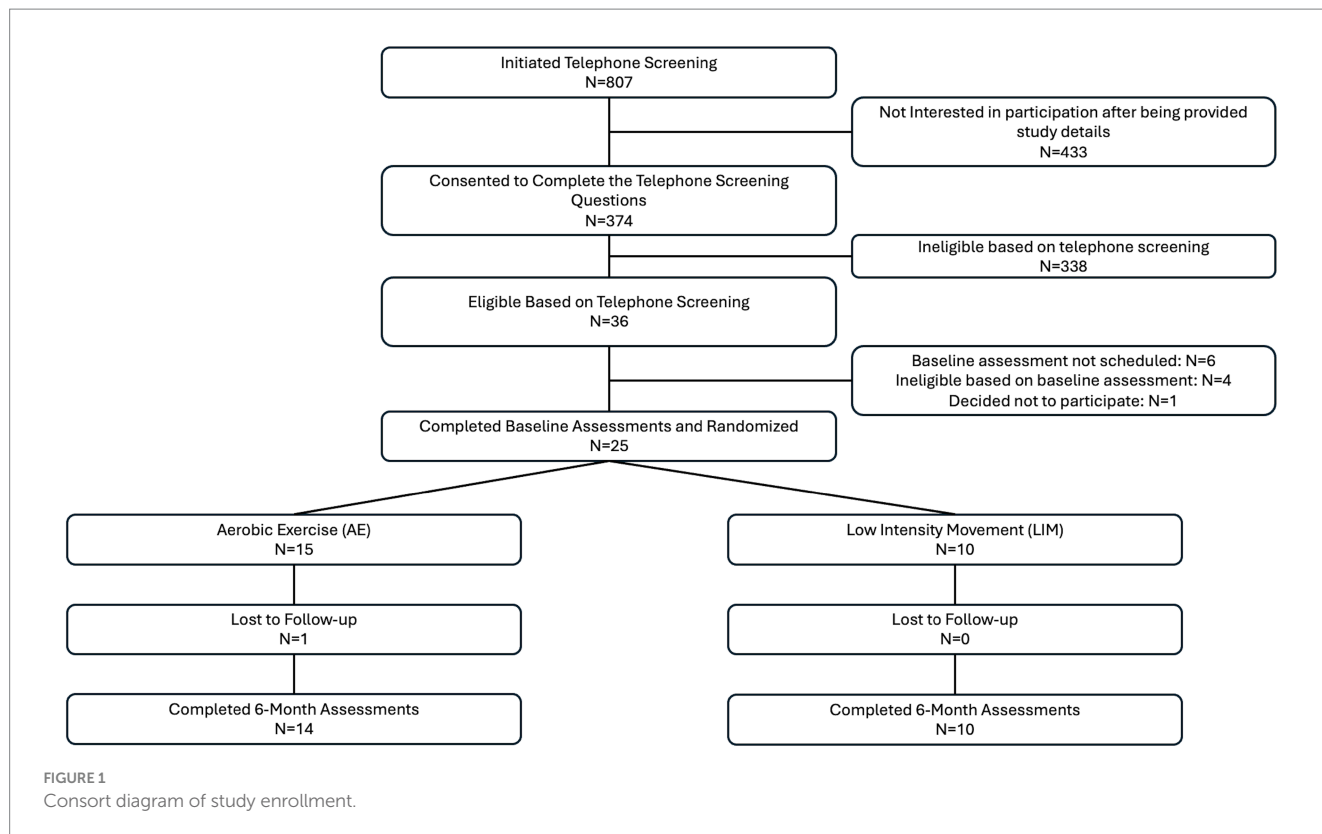 Initiated Telephone Screening
N=807
Not Interested in participation after being provided
study details
N=433
Consented to Complete the Telephone Screening
Questions
N=374
Ineligible based on telephone screening
N=338
Eligible Based on Telephone Screening
N=36
Baseline assessment not scheduled: N=6
Ineligible based on baseline assessment: N=4
Decided not to participate: N=1
Completed Baseline Assessments and Randomized
N=25
Aerobic Exercise (AE)
N=15
Low Intensity Movement (LIM)
N=10
Lost to Follow-up
N=1
Lost to Follow-up
N=0
Completed 6-Month Assessments
N=14
Completed 6-Month Assessments
N=10
FIGURE 1
Consort diagram of study enrollment.